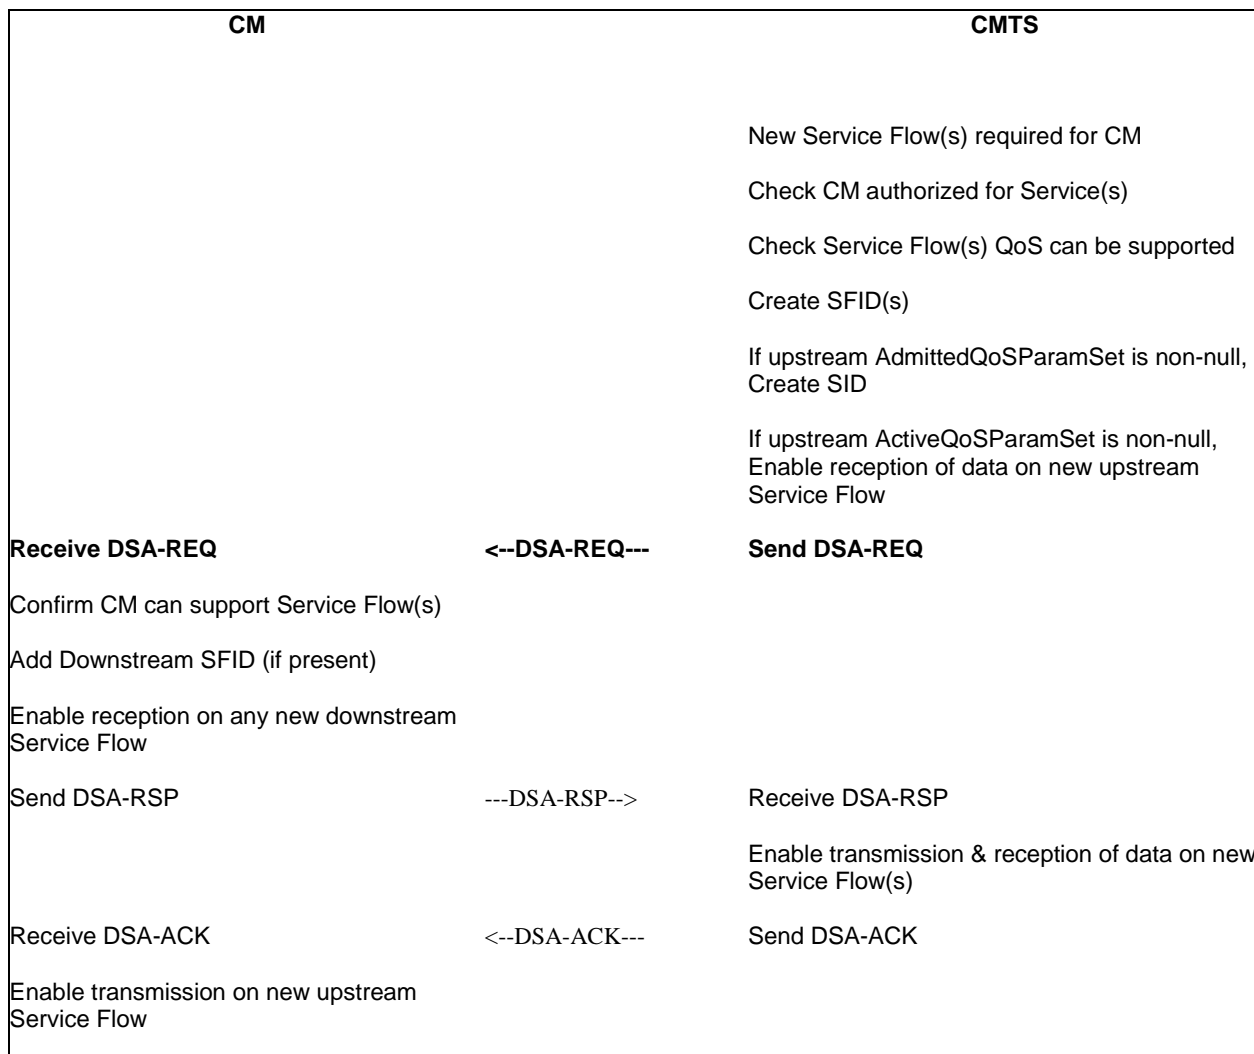 CM CMTS
New Service Flow(s) required for CM
Check CM authorized for Service(s)
Check Service Flow(s) QoS can be supported
Create SFID(s)
If upstream AdmittedQoSParamSet is non-null,
Create SID
If upstream ActiveQoSParamSet is non-null,
Enable reception of data on new upstream
Service Flow
Receive DSA-REQ <--DSA-REQ--- Send DSA-REQ
Confirm CM can support Service Flow(s)
Add Downstream SFID (if present)
Enable reception on any new downstream
Service Flow
Send DSA-RSP ---DSA-RSP--> Receive DSA-RSP
Enable transmission & reception of data on new
Service Flow(s)
Receive DSA-ACK <--DSA-ACK--- Send DSA-ACK
Enable transmission on new upstream
Service Flow